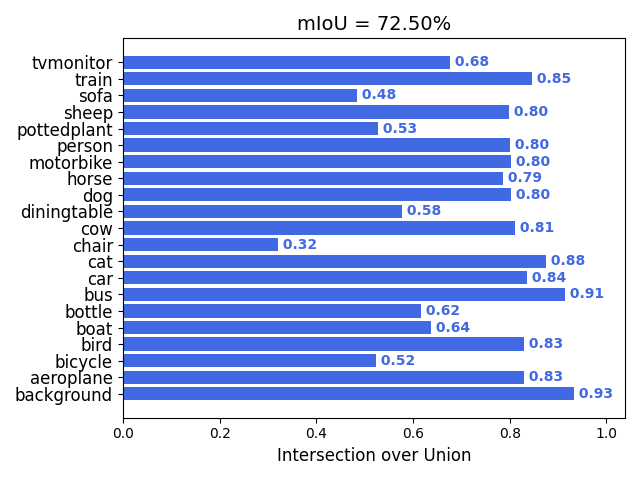 mIoU = 72.50%
tvmonitor 0.68
train 0.85
sofa 0.48
sheep 0.80
pottedplant 0.53
person 0.80
motorbike 0.80
horse 0.79
dog 0.80
diningtable 0.58
cow 0.81
chair 0.32
cat 0.88
car 0.84
bus 0.91
bottle 0.62
boat 0.64
bird 0.83
bicycle 0.52
aeroplane 0.83
background 0.93
0.0 0.2 0.4 0.6 0.8 1.0
Intersection over Union